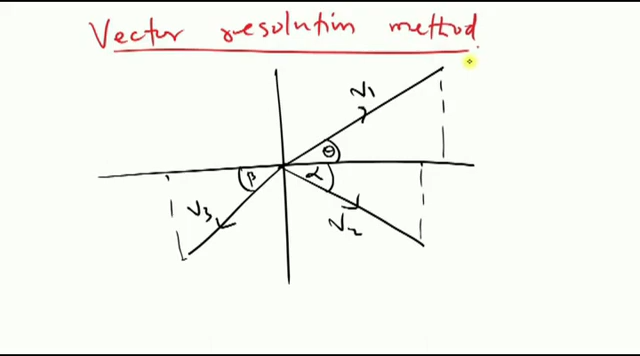 Vector resolution method.
V1
θ
β
α
V3
V2